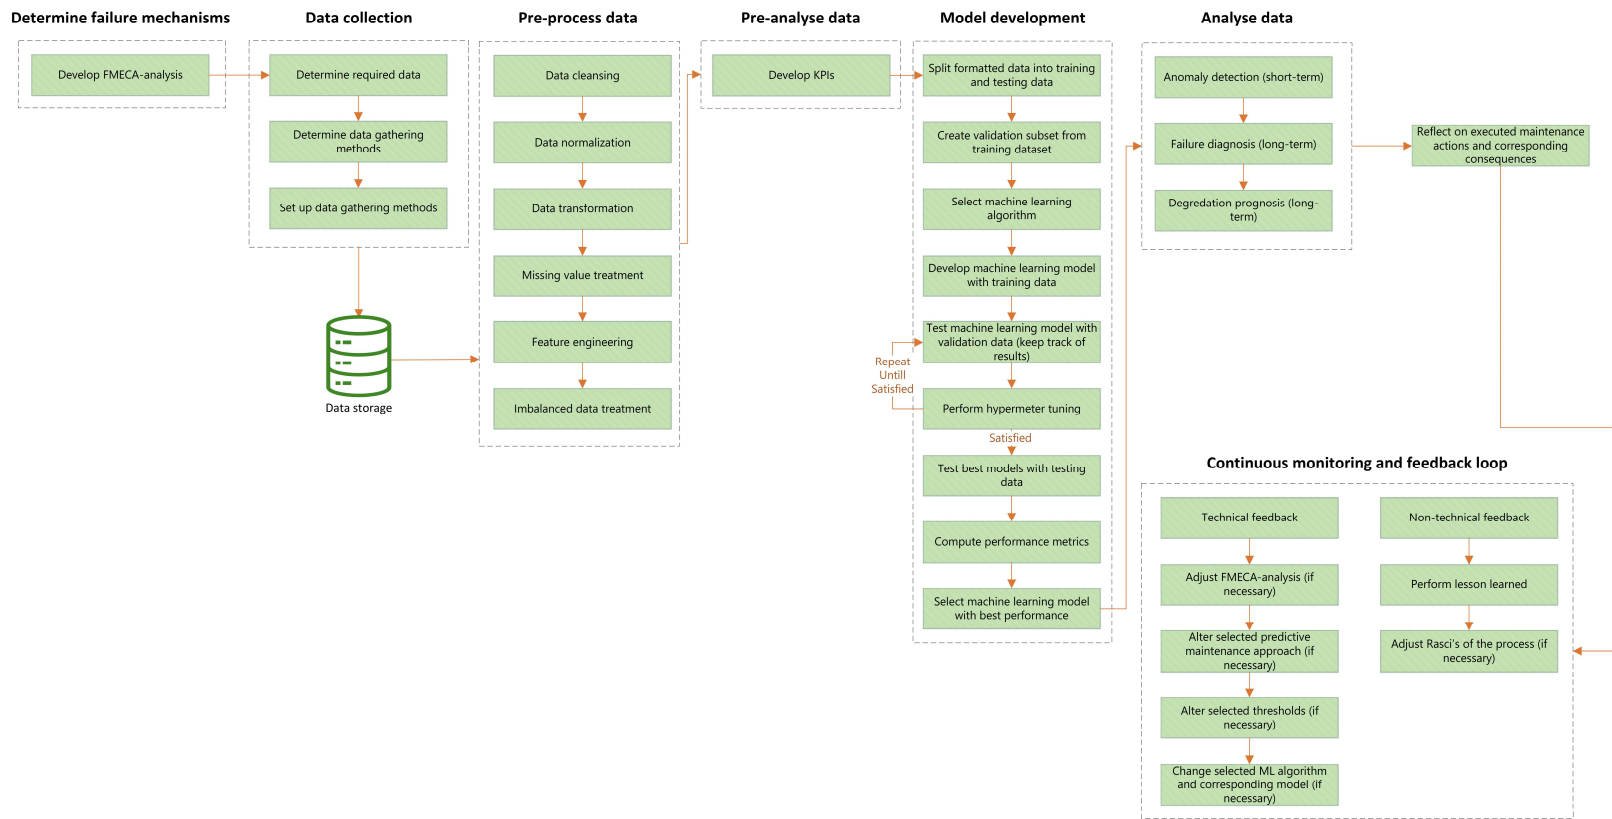 Determine failure mechanisms
Develop FMECA-analysis
Data collection
Determine required data
Determine data gathering
methods
Set up data gathering methods
Data storage
Pre-process data
Data cleansing
Data normalization
Data transformation
Missing value treatment
Feature engineering
Imbalanced data treatment
Pre-analyse data
Develop KPIs
Model development
Split formatted data into training
and testing data
Create validation subset from
training dataset
Select machine learning
algorithm
Develop machine learning model
with training data
Test machine learning model with
validation data (keep track of
results)
Repeat
Untill
Satisfied
Perform hypermeter tuning
Satisfied
Test best models with testing
data
Compute performance metrics
Select machine learning model
with best performance
Analyse data
Anomaly detection (short-term)
Failure diagnosis (long-term)
Degredation prognosis (long-
term)
Reflect on executed maintenance
actions and corresponding
consequences
Continuous monitoring and feedback loop
Technical feedback
Adjust FMECA-analysis (if
necessary)
Alter selected predictive
maintenance approach (if
necessary)
Alter selected thresholds (if
necessary)
Change selected ML algorithm
and corresponding model (if
necessary)
Non-technical feedback
Perform lesson learned
Adjust Rasci's of the process (if
necessary)